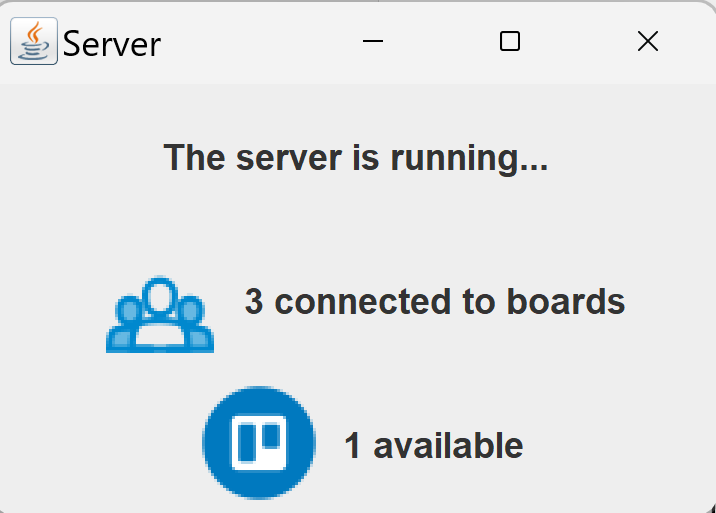 Server
The server is running...
3 connected to boards
1 available